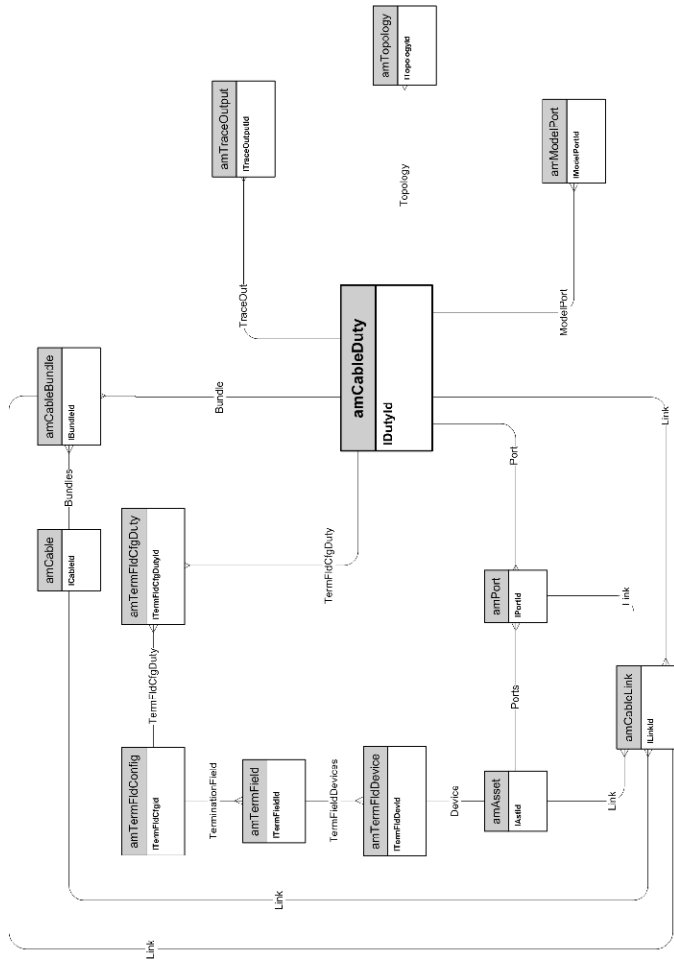 amCable
lCableId
Bundles
amCableBundle
lBundleId
Link
Link
amTermFldConfig
lTermFldCfgId
TermFldCfgDuty
amTermFldCfgDuty
lTermFldCfgDutyId
TerminationField
amTermField
lTermFieldId
TermFieldDevices
amTermFldDevice
lTermFldDevId
Device
TermFldCfgDuty
Bundle
amCableDuty
lDutyId
TraceOut
amTraceOutput
lTraceOutputId
amTopology
lTopologyId
Topology
amAsset
lAstId
Ports
amPort
lPortId
Port
Link
Link
amCableLink
lLinkId
Link
ModelPort
amModelPort
lModelPortId